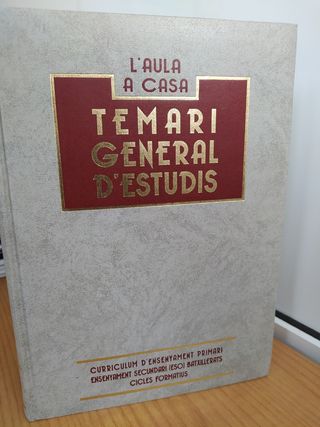 L'AULA
A CASA
TEMARI
GENERAL
D'ESTUDIS
CURRICULUM D'ENSENYAMENT PRIMARI
ENSENYAMENT SECUNDARI (ESO) BATXILLERATS
CICLES FORMATIUS